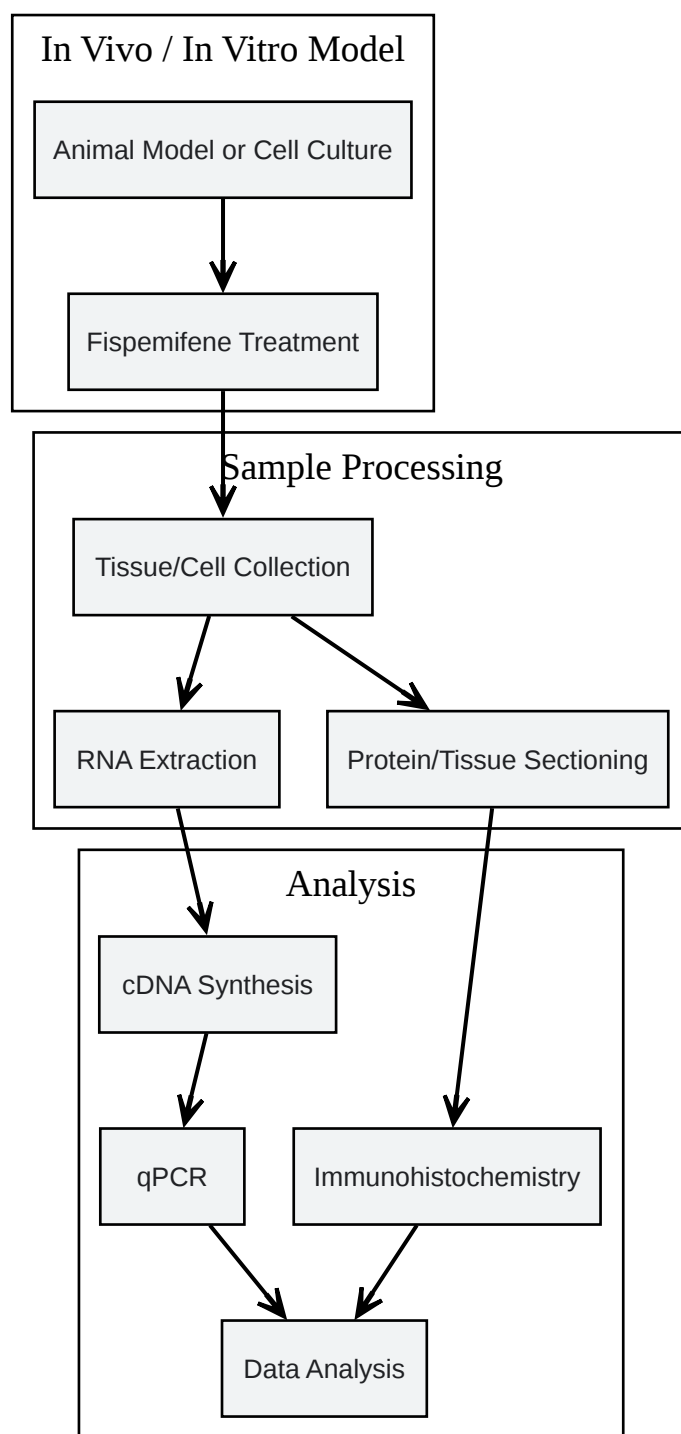 In Vivo / In Vitro Model
Animal Model or Cell Culture
Fispemifene Treatment
Sample Processing
Tissue/Cell Collection
RNA Extraction
Protein/Tissue Sectioning
Analysis
cDNA Synthesis
qPCR
Immunohistochemistry
Data Analysis